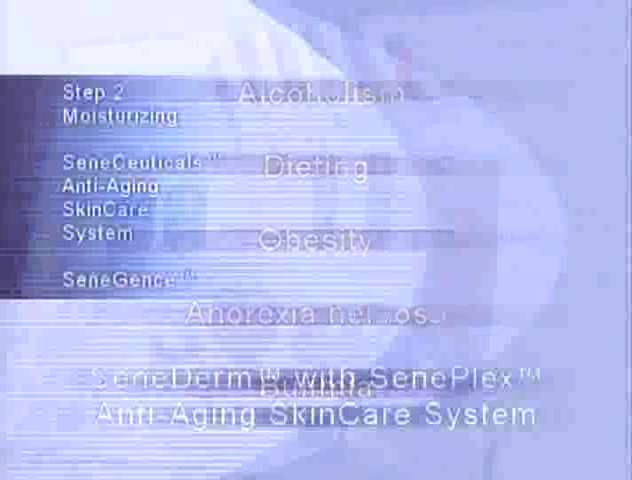 Step 2
Moisturizing
SeneCeuticals™
Anti-Aging
SkinCare
System
SeneGence™
Alcoholism
Dieting
Obesity
Anorexia
SeneDerm™ with SenePlex™
Bulimia
Anti-Aging SkinCare System